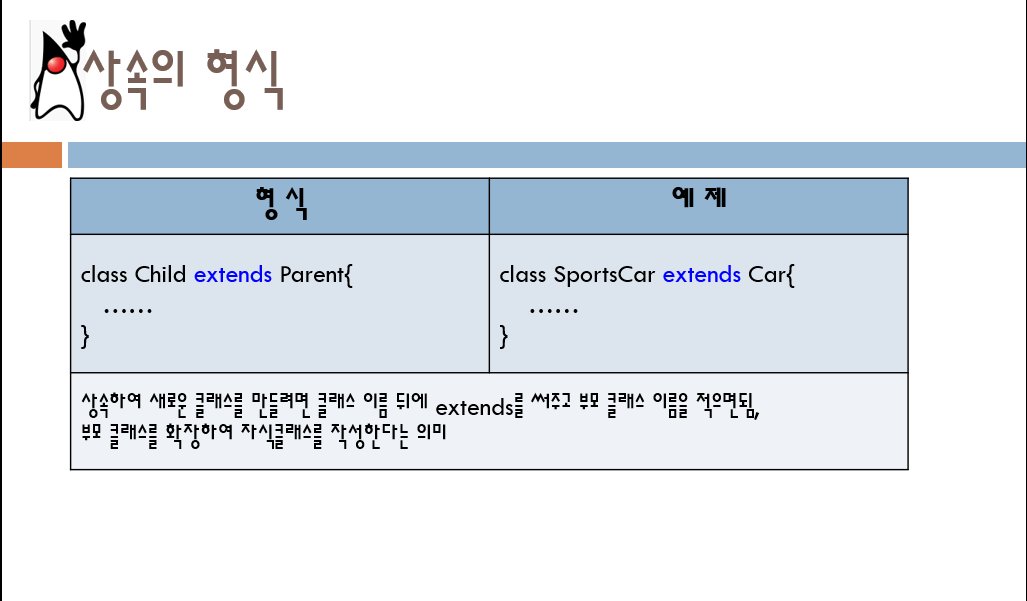 상속의 형식
형 식
예 제
class Child extends Parent{
......
}
class SportsCar extends Car{
......
}
상속하여 새로운 클래스를 만들려면 클래스 이름 뒤에 extends를 써주고 부모 클래스 이름을 적으면됨,
부모 클래스를 확장하여 자식클래스를 작성한다는 의미